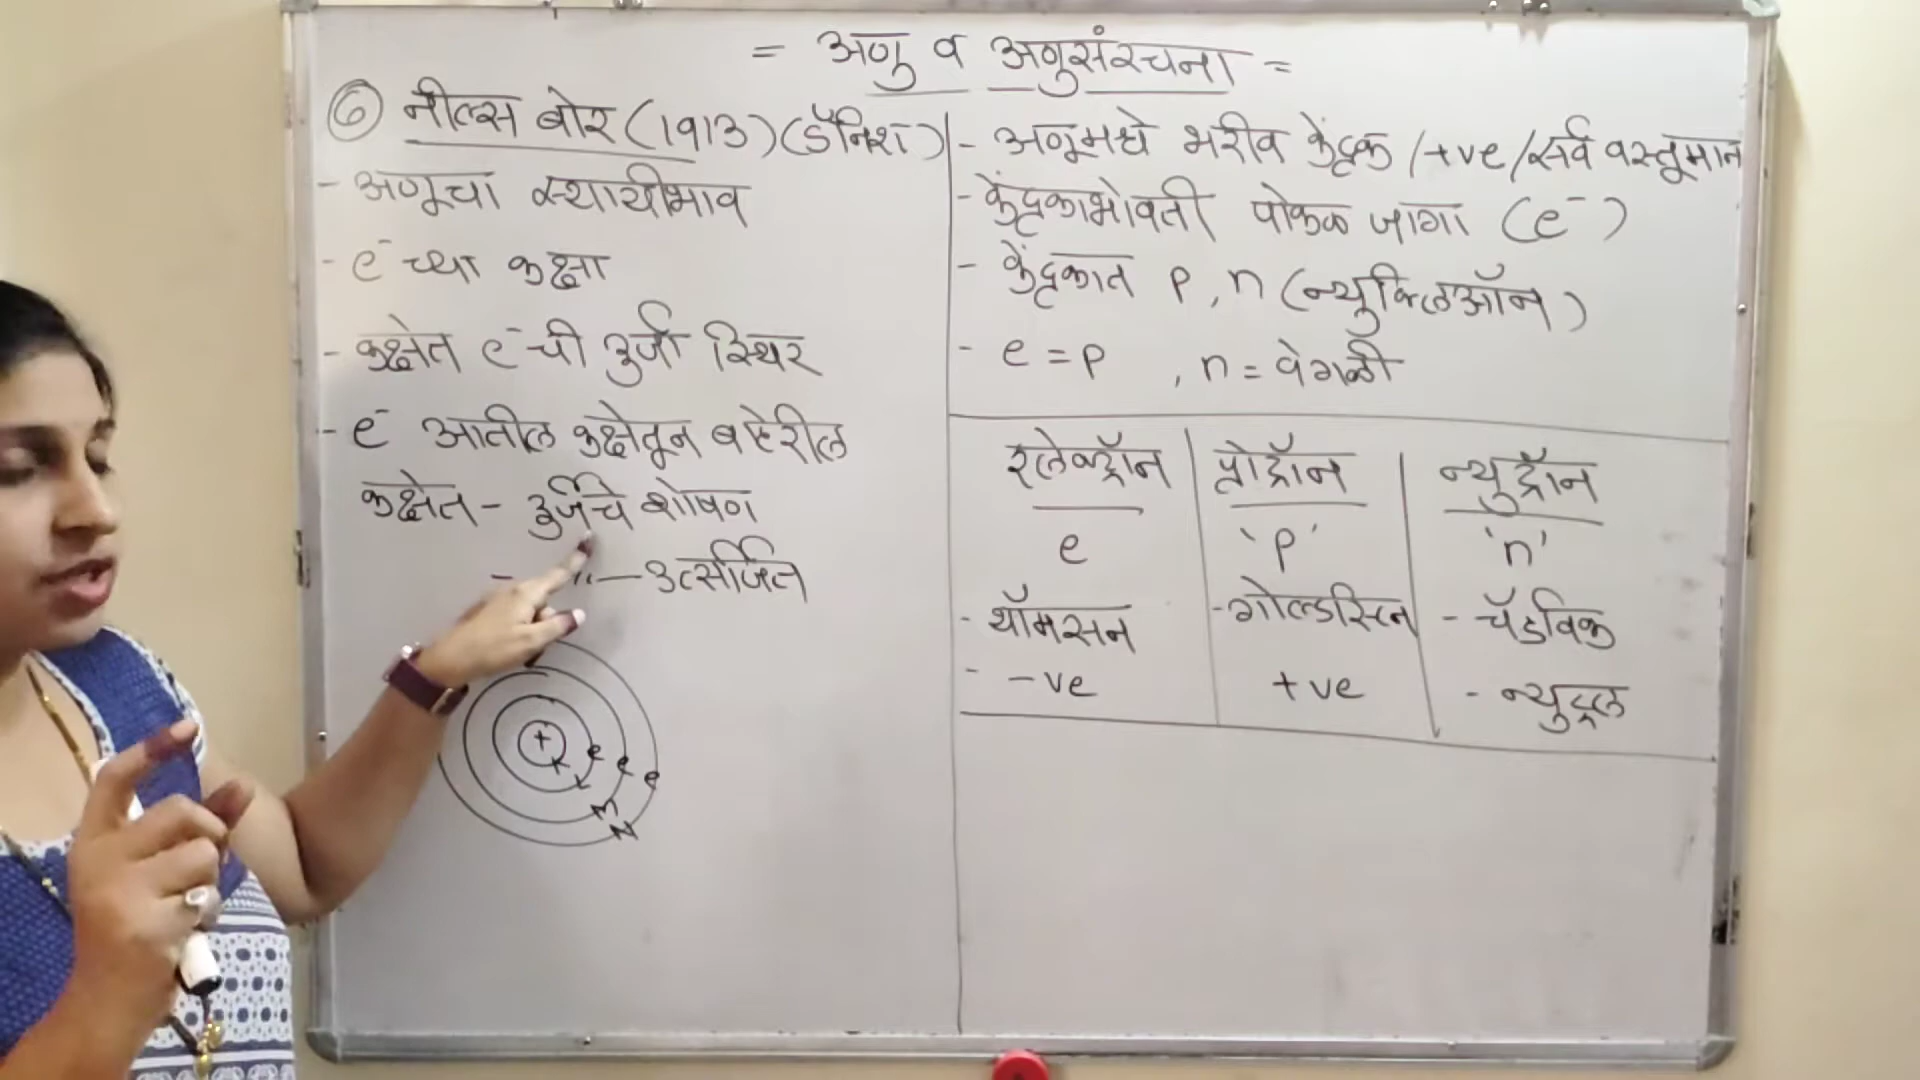 = अणु व अणुसंरचना =
⑥ नील्स बोर (1913) (डॅनिश)
- अणूचा स्थायीभाव
- e⁻ च्या कक्षा
- कक्षेत e⁻ ची ऊर्जा स्थिर
- e⁻ आतील कक्षेतून बाहेरील
कक्षेत - ऊर्जेचे शोषण
- " — उत्सर्जित
+
K L M N
e e e
- अणूमध्ये भरीव केंद्रक /+ve/सर्व वस्तूमान
- केंद्रकाभोवती पोकळ जागा (e⁻)
- केंद्रकात p, n (न्युक्लिऑन)
- e = p , n = वेगळी
इलेक्ट्रॉन | प्रोट्रॉन | न्युट्रॉन
e | 'p' | 'n'
- थॉमसन | - गोल्डस्टिन | - चॅडविक
- -ve | +ve | - न्युट्रल